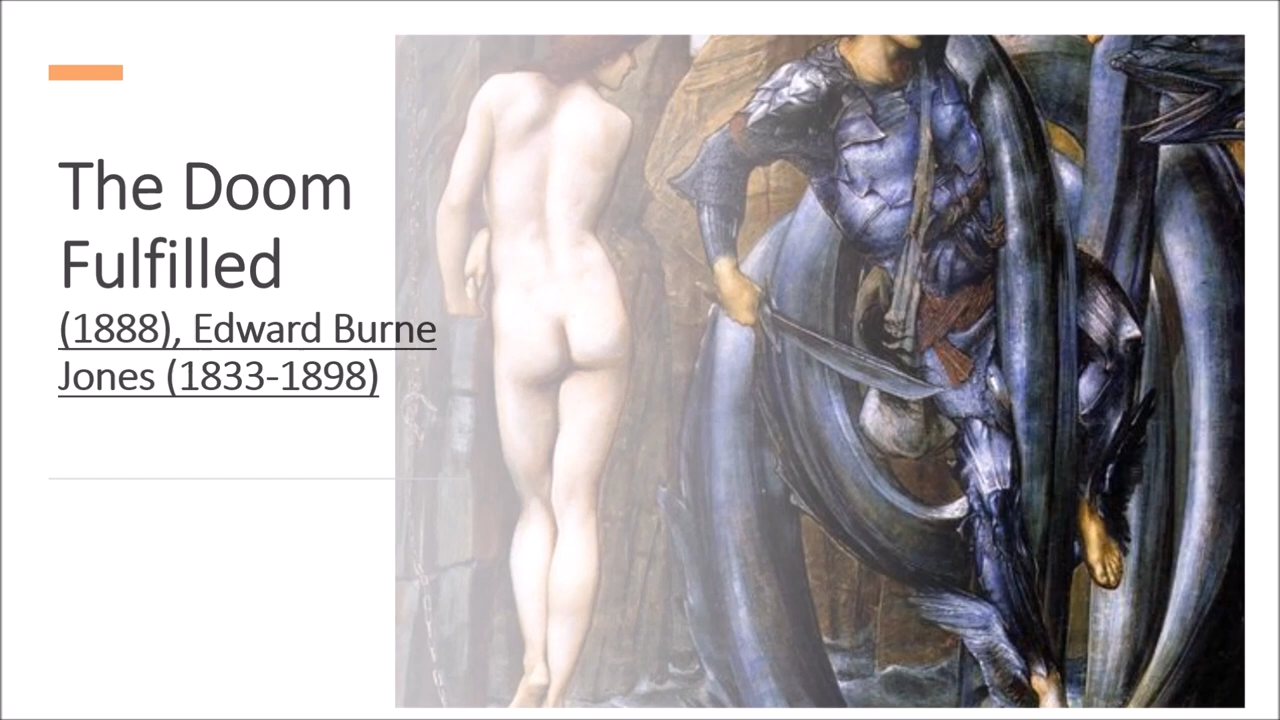 The Doom
Fulfilled
(1888), Edward Burne
Jones (1833-1898)